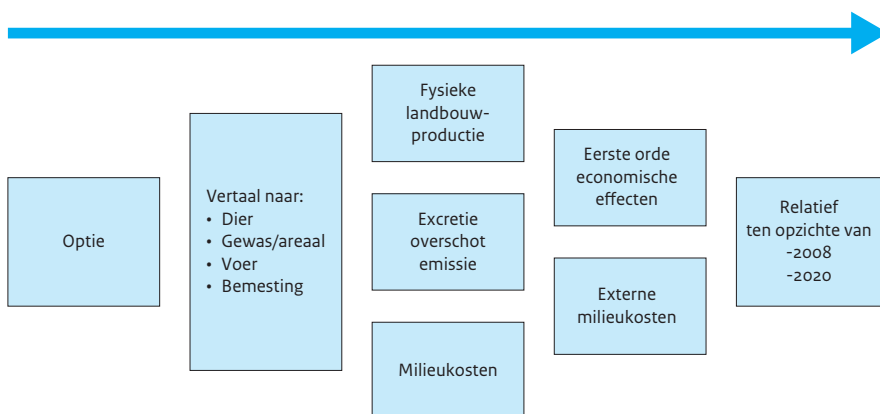 Optie
Vertaal naar:
• Dier
• Gewas/areaal
• Voer
• Bemesting
Fysieke
landbouw-
productie
Excretie
overschot
emissie
Milieukosten
Eerste orde
economische
effecten
Externe
milieukosten
Relatief
ten opzichte van
-2008
-2020